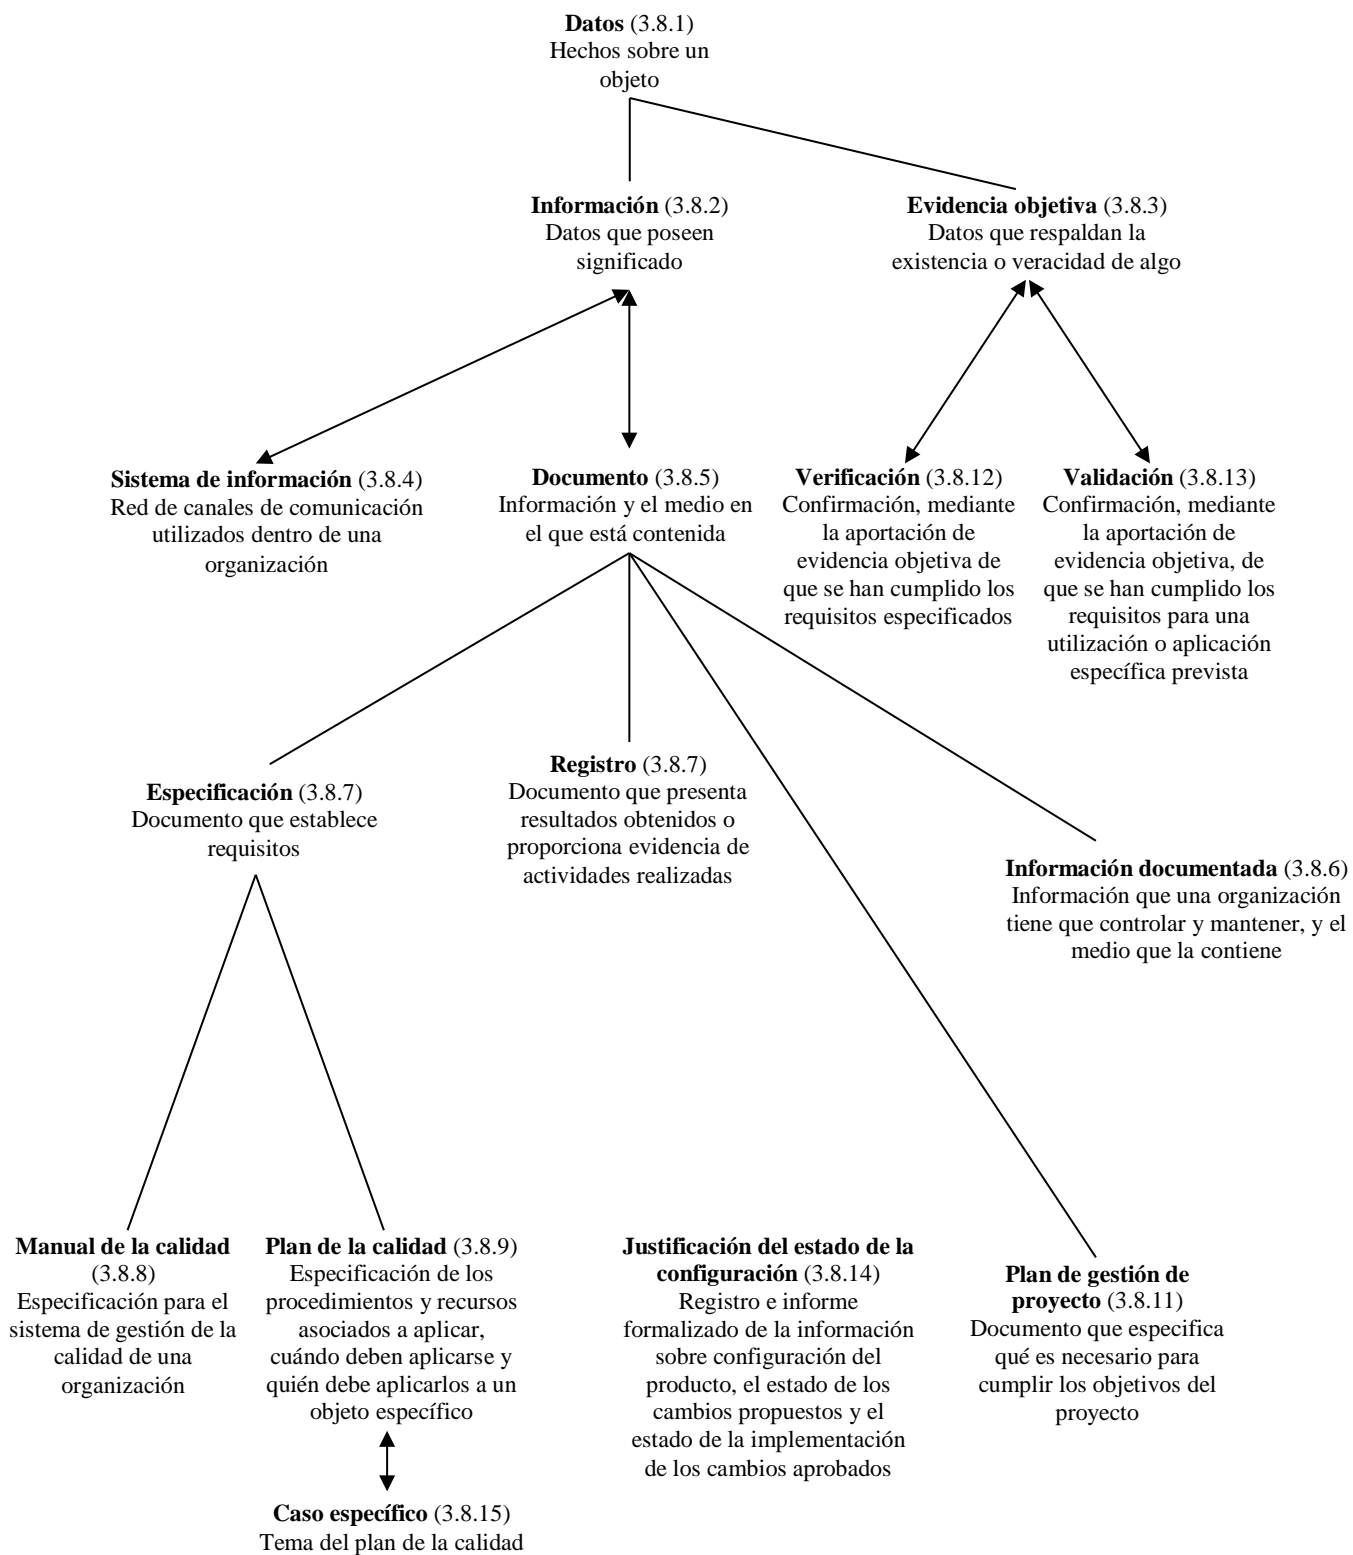 Datos (3.8.1)
Hechos sobre un
objeto
Información (3.8.2)
Datos que poseen
significado
Evidencia objetiva (3.8.3)
Datos que respaldan la
existencia o veracidad de algo
Sistema de información (3.8.4)
Red de canales de comunicación
utilizados dentro de una
organización
Documento (3.8.5)
Información y el medio en
el que está contenida
Verificación (3.8.12)
Confirmación, mediante
la aportación de
evidencia objetiva de
que se han cumplido los
requisitos especificados
Validación (3.8.13)
Confirmación, mediante
la aportación de
evidencia objetiva, de
que se han cumplido los
requisitos para una
utilización o aplicación
específica prevista
Especificación (3.8.7)
Documento que establece
requisitos
Registro (3.8.7)
Documento que presenta
resultados obtenidos o
proporciona evidencia de
actividades realizadas
Información documentada (3.8.6)
Información que una organización
tiene que controlar y mantener, y el
medio que la contiene
Manual de la calidad
(3.8.8)
Especificación para el
sistema de gestión de la
calidad de una
organización
Plan de la calidad (3.8.9)
Especificación de los
procedimientos y recursos
asociados a aplicar,
cuándo deben aplicarse y
quién debe aplicarlos a un
objeto específico
Justificación del estado de la
configuración (3.8.14)
Registro e informe
formalizado de la información
sobre configuración del
producto, el estado de los
cambios propuestos y el
estado de la implementación
de los cambios aprobados
Plan de gestión de
proyecto (3.8.11)
Documento que especifica
qué es necesario para
cumplir los objetivos del
proyecto
Caso específico (3.8.15)
Tema del plan de la calidad